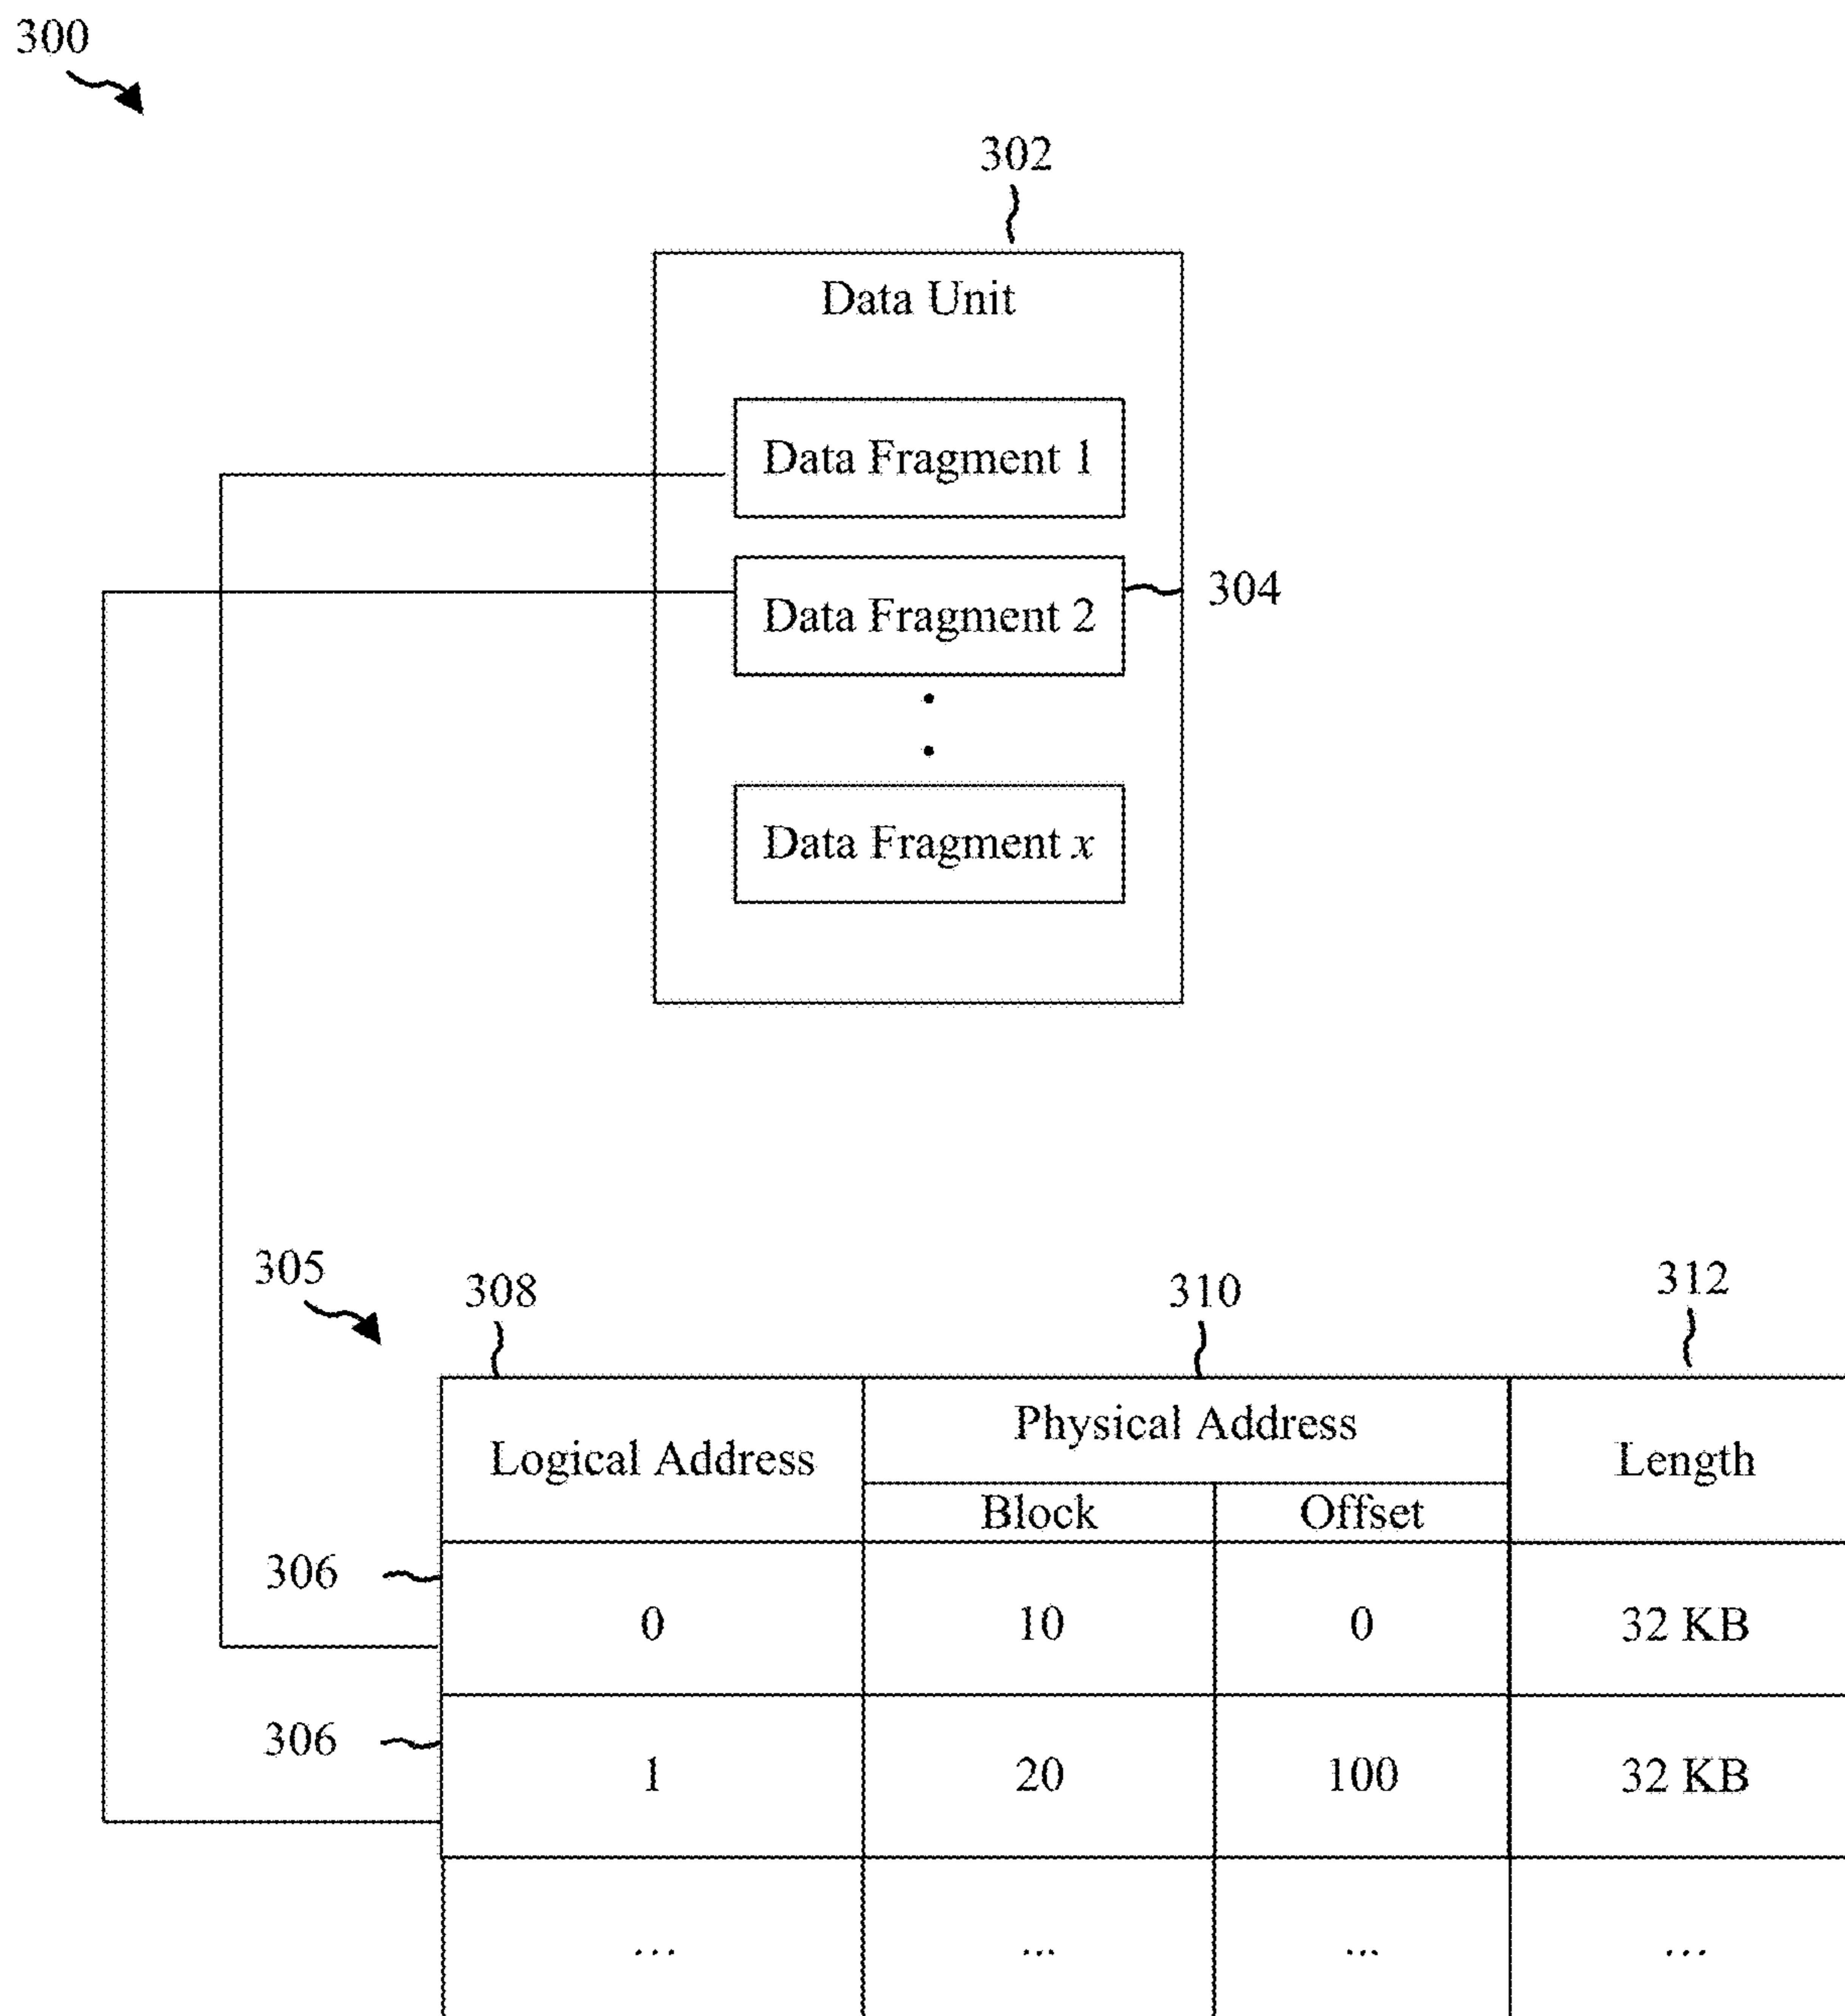 300
302
Data Unit
Data Fragment 1
Data Fragment 2
304
Data Fragment x
305
308
310
312
Logical Address
Physical Address
Length
Block
Offset
306
0
10
0
32 KB
306
1
20
100
32 KB
... ... ... ...